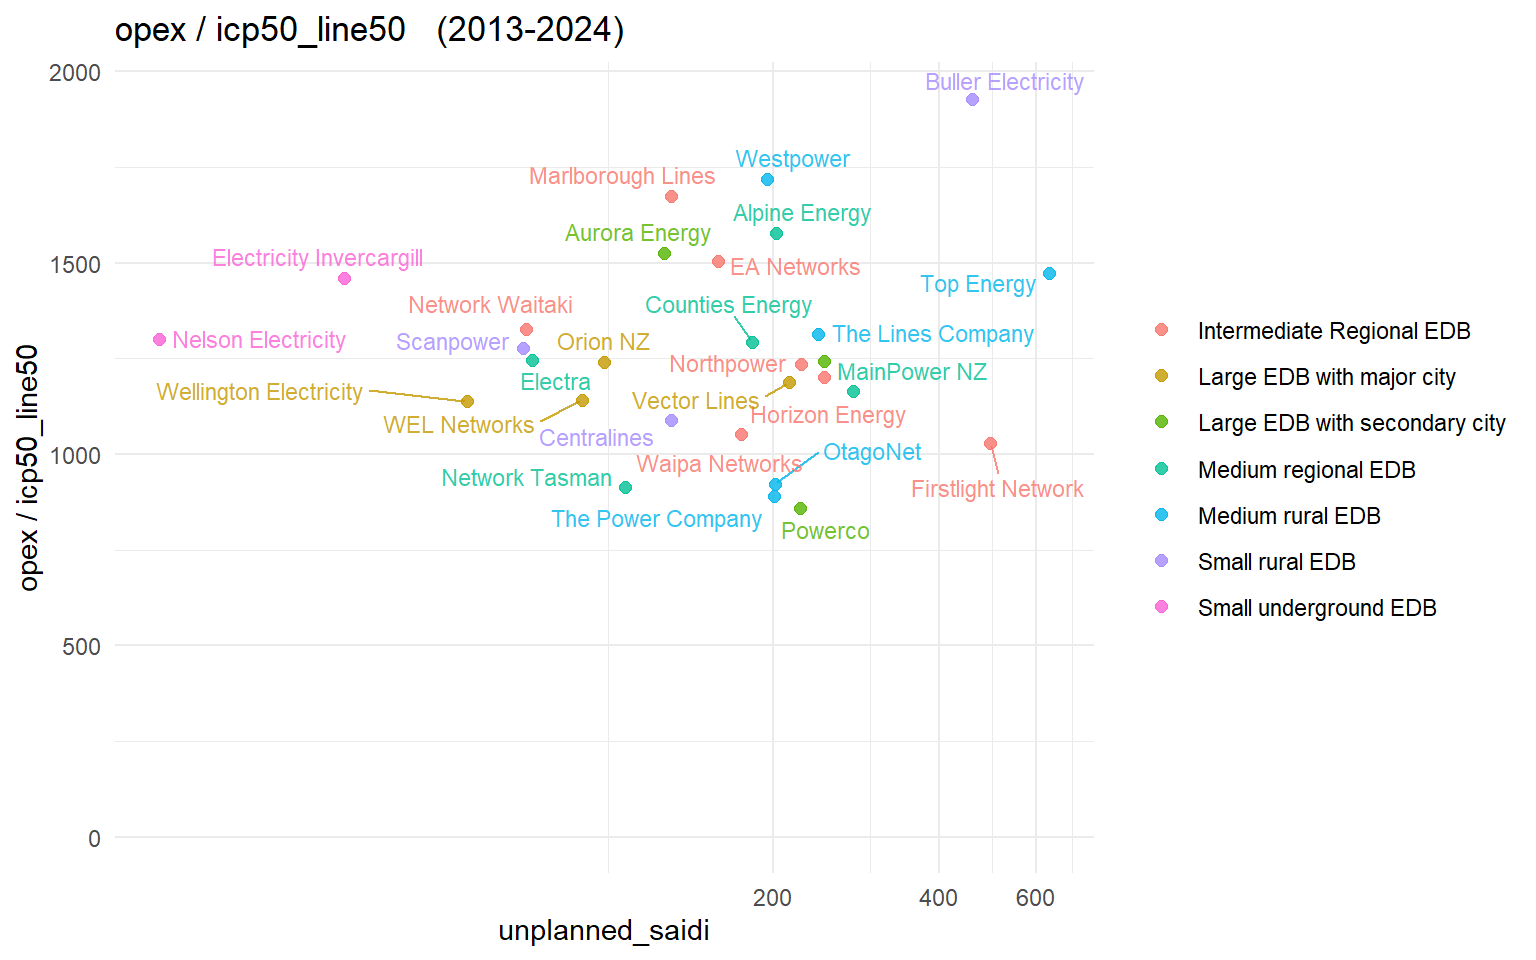 opex / icp50_line50   (2013-2024)
2000
1500
1000
500
0
opex / icp50_line50
Buller Electricity
Westpower
Marlborough Lines
Alpine Energy
Aurora Energy
Electricity Invercargill
EA Networks
Top Energy
Network Waitaki
Counties Energy
The Lines Company
Nelson Electricity
Scanpower
Orion NZ
Northpower
MainPower NZ
Electra
Wellington Electricity
Vector Lines
Horizon Energy
WEL Networks
Centralines
OtagoNet
Waipa Networks
Network Tasman
Firstlight Network
The Power Company
Powerco
200
400
600
unplanned_saidi
Intermediate Regional EDB
Large EDB with major city
Large EDB with secondary city
Medium regional EDB
Medium rural EDB
Small rural EDB
Small underground EDB